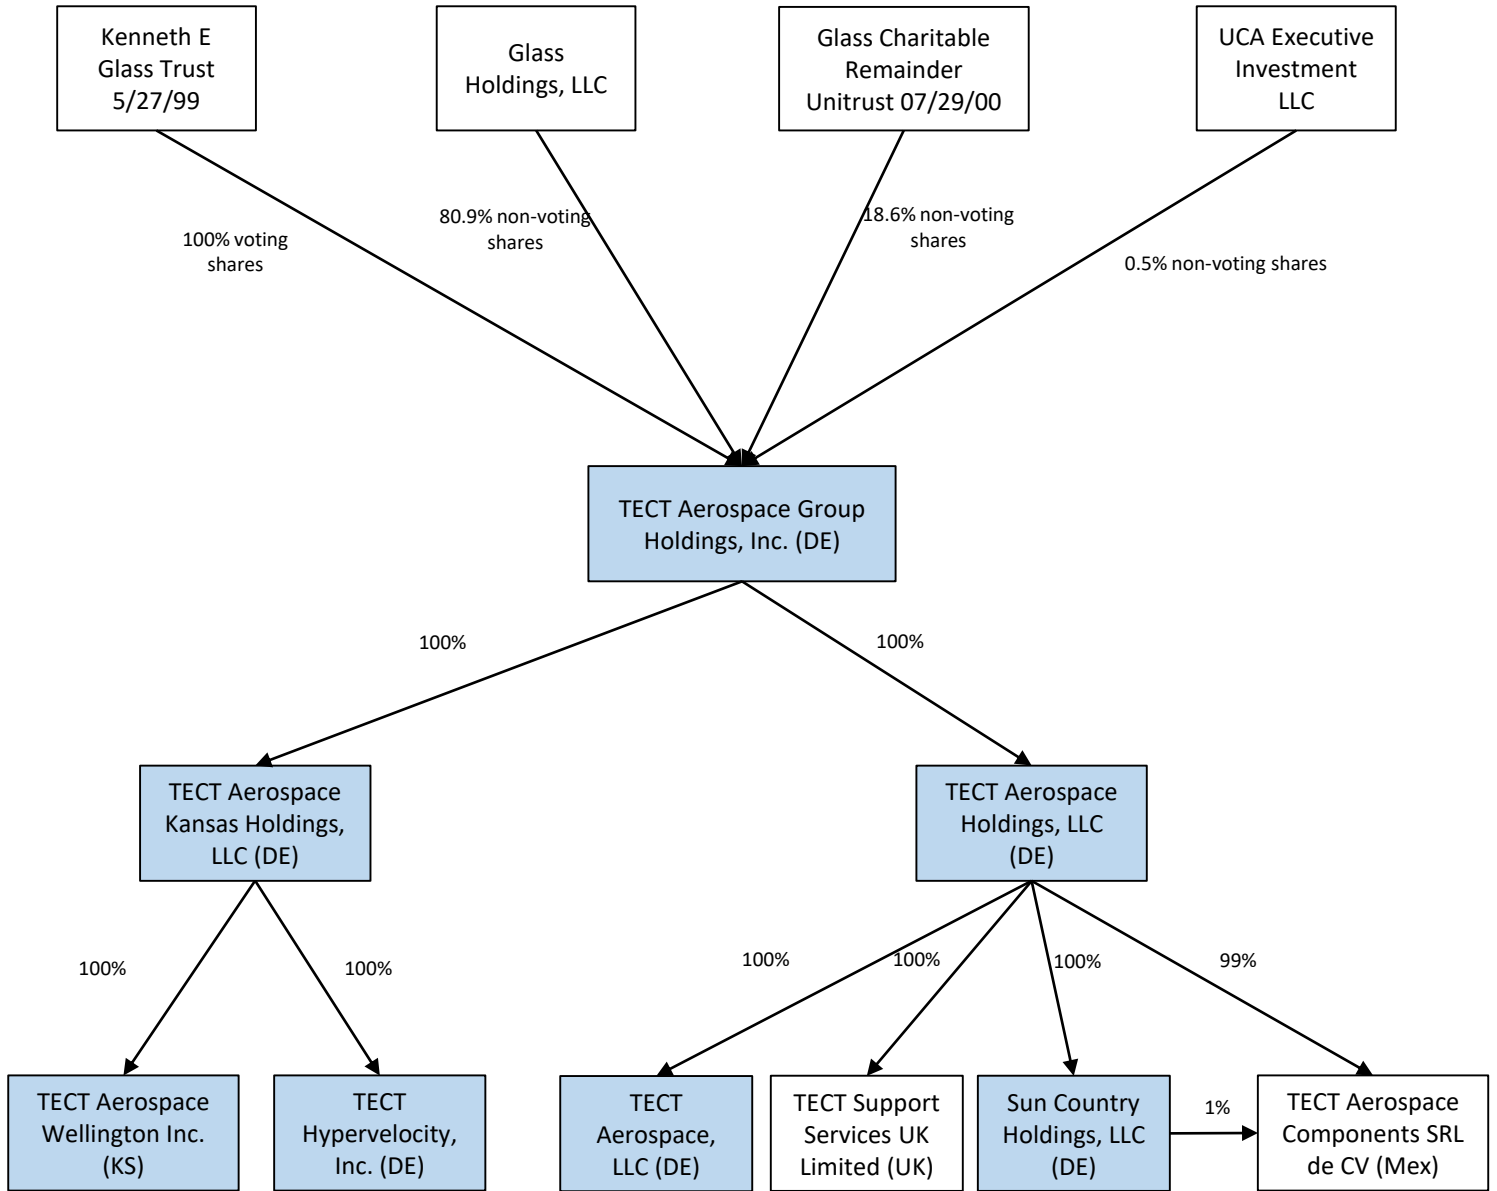 Kenneth E
Glass Trust
5/27/99
Glass
Holdings, LLC
Glass Charitable
Remainder
Unitrust 07/29/00
UCA Executive
Investment
LLC
100% voting
shares
80.9% non-voting
shares
18.6% non-voting
shares
0.5% non-voting shares
TECT Aerospace Group
Holdings, Inc. (DE)
100%
100%
TECT Aerospace
Kansas Holdings,
LLC (DE)
TECT Aerospace
Holdings, LLC
(DE)
100%
100%
100%
100%
100%
99%
TECT Aerospace
Wellington Inc.
(KS)
TECT
Hypervelocity,
Inc. (DE)
TECT
Aerospace,
LLC (DE)
TECT Support
Services UK
Limited (UK)
Sun Country
Holdings, LLC
(DE)
1%
TECT Aerospace
Components SRL
de CV (Mex)